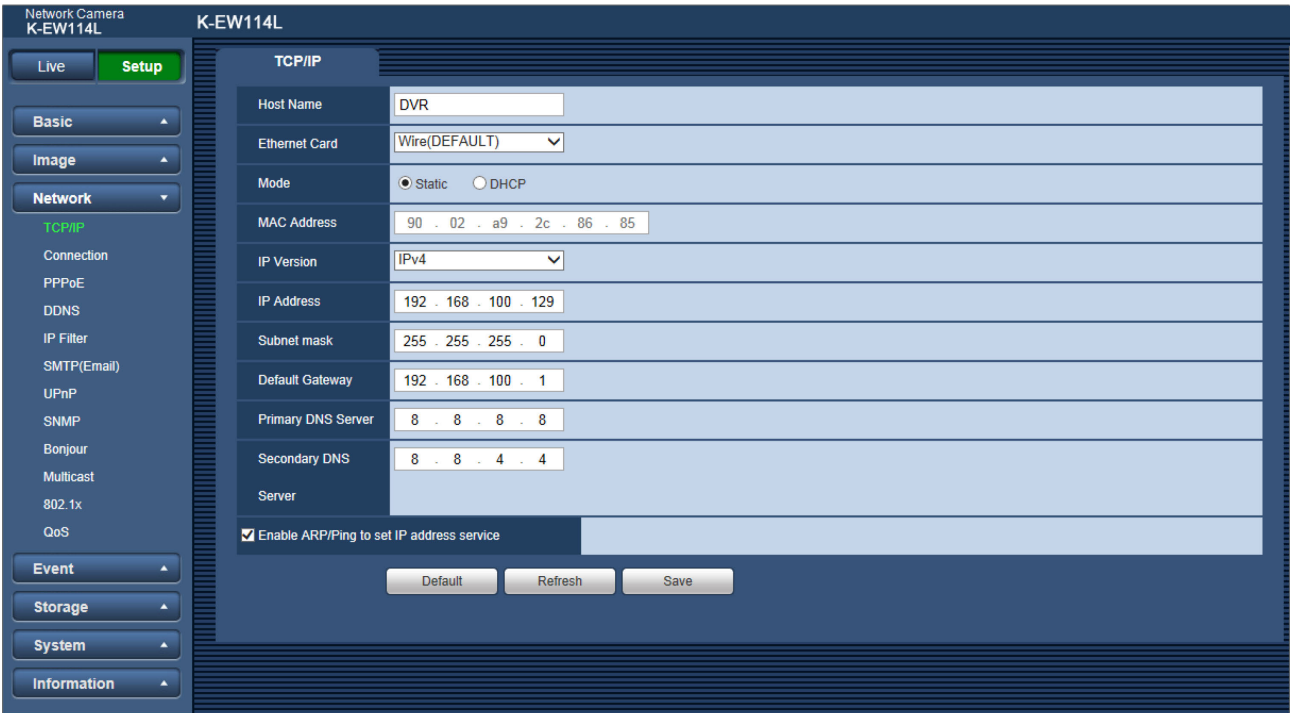 Network Camera
K-EW114L
K-EW114L
Live
Setup
Basic
Image
Network
TCP/IP
Connection
PPPoE
DDNS
IP Filter
SMTP(Email)
UPnP
SNMP
Bonjour
Multicast
802.1x
QoS
Event
Storage
System
Information
TCP/IP
Host Name DVR
Ethernet Card Wire(DEFAULT)
Mode Static DHCP
MAC Address 90 . 02 . a9 . 2c . 86 . 85
IP Version IPv4
IP Address 192 . 168 . 100 . 129
Subnet mask 255 . 255 . 255 . 0
Default Gateway 192 . 168 . 100 . 1
Primary DNS Server 8 . 8 . 8 . 8
Secondary DNS 8 . 8 . 4 . 4
Server
Enable ARP/Ping to set IP address service
Default Refresh Save